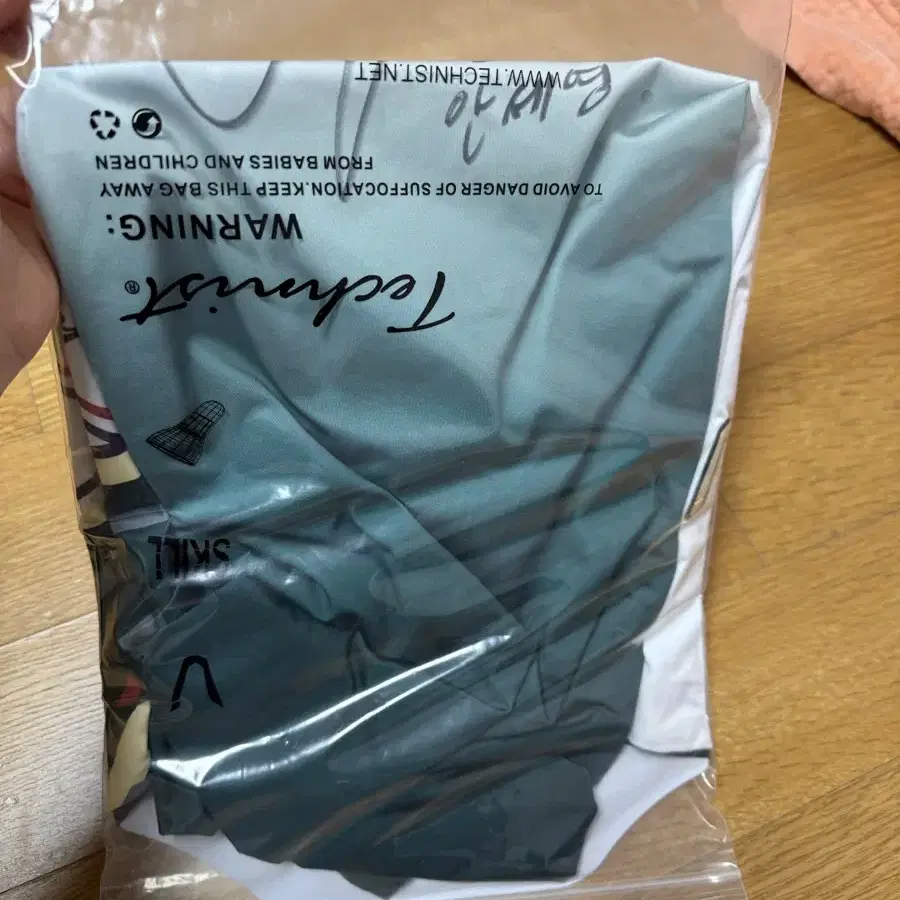 SKILL
Technist®
WARNING:
TO AVOID DANGER OF SUFFOCATION.KEEP THIS BAG AWAY
FROM BABIES AND CHILDREN
WWW.TECHNIST.NET